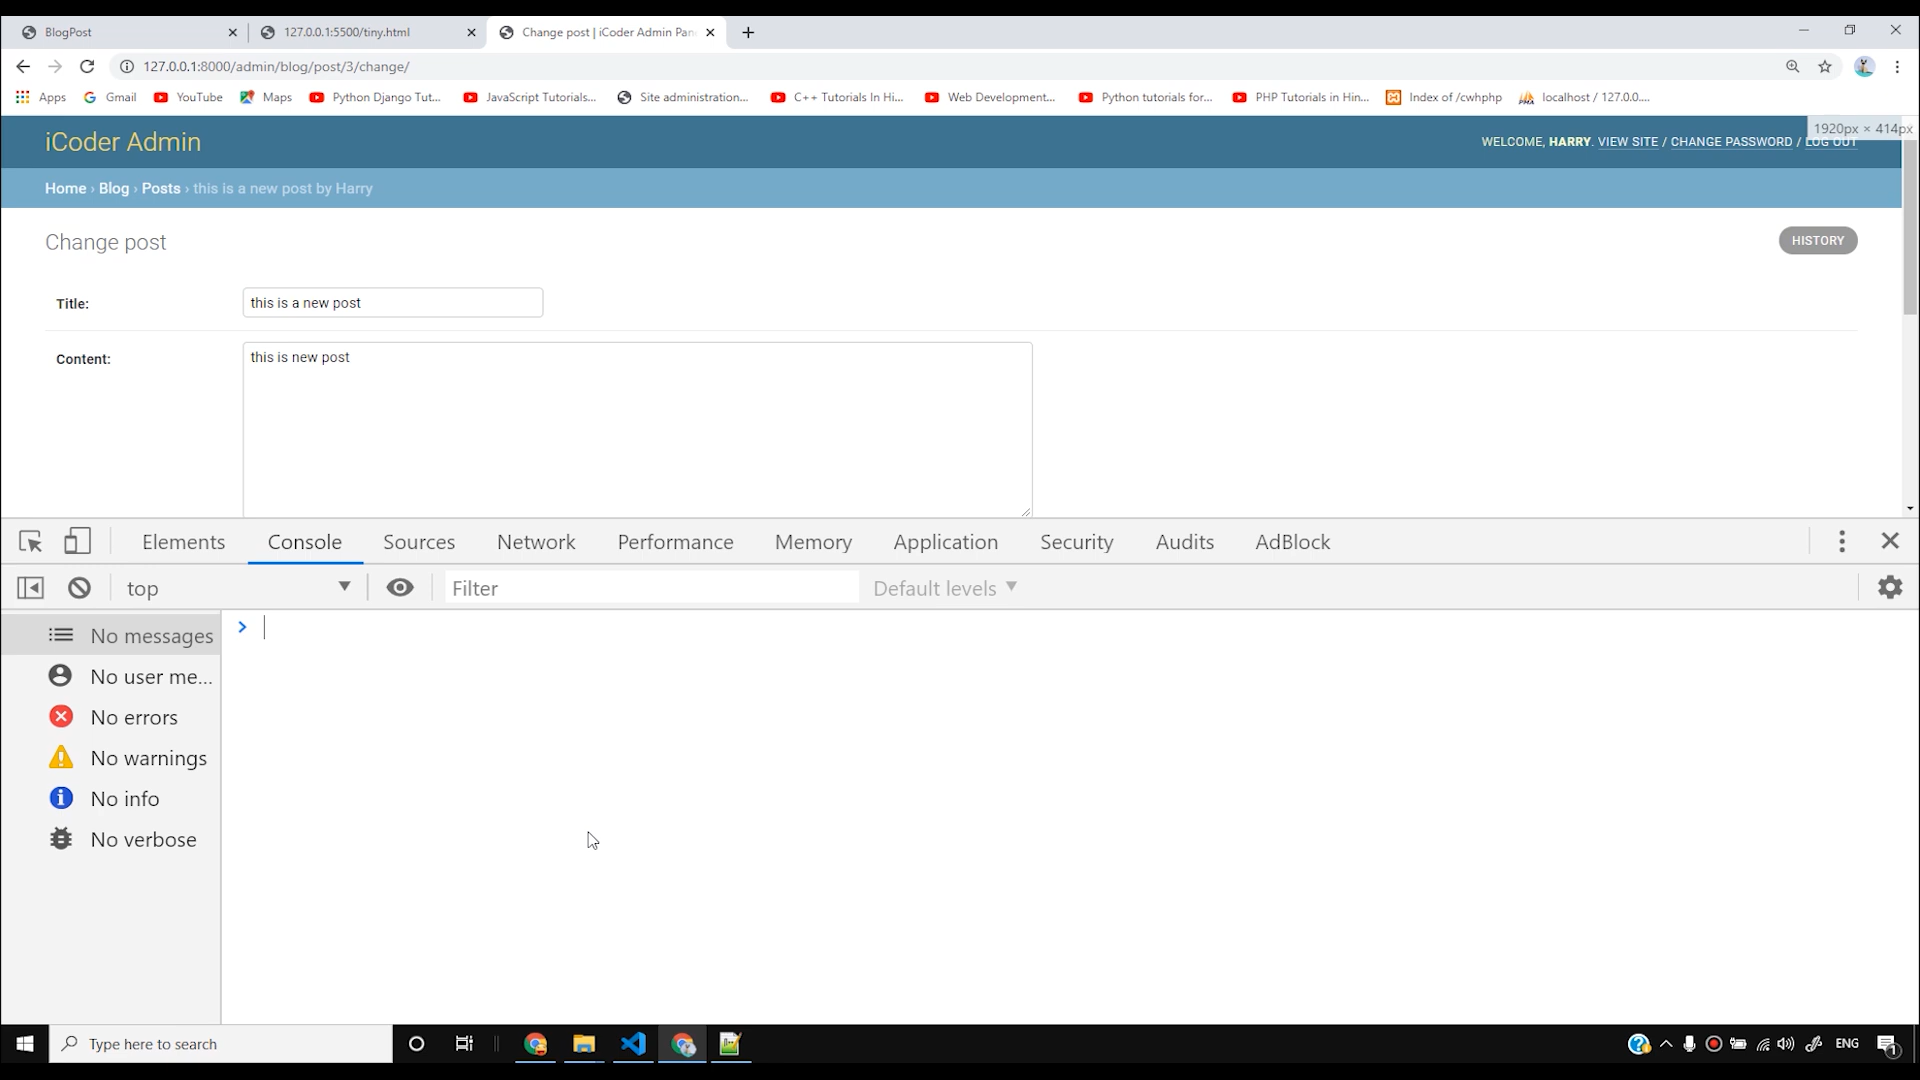 BlogPost
127.0.0.1:5500/tiny.html
Change post | iCoder Admin Pan
127.0.0.1:8000/admin/blog/post/3/change/
Apps
Gmail
YouTube
Maps
Python Django Tut...
JavaScript Tutorials...
Site administration...
C++ Tutorials In Hi...
Web Development...
Python tutorials for...
PHP Tutorials in Hin...
Index of /cwhphp
localhost / 127.0.0....
iCoder Admin
1920px × 414px
WELCOME, HARRY. VIEW SITE / CHANGE PASSWORD / LOG OUT
Home › Blog › Posts › this is a new post by Harry
Change post
HISTORY
Title:
this is a new post
Content:
this is new post
Elements
Console
Sources
Network
Performance
Memory
Application
Security
Audits
AdBlock
top
Filter
Default levels
No messages
No user me...
No errors
No warnings
No info
No verbose
Type here to search
ENG
1